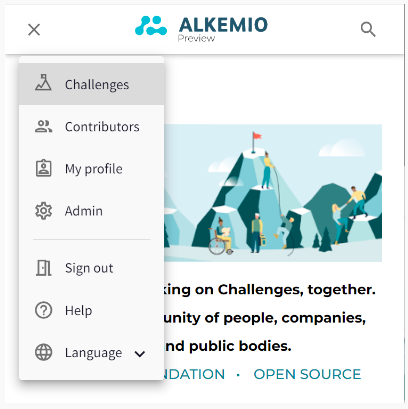 ALKEMIO
Preview
Challenges
Contributors
My profile
Admin
Sign out
Help
Language
king on Challenges, together.
unity of people, companies,
nd public bodies.
NDATION • OPEN SOURCE